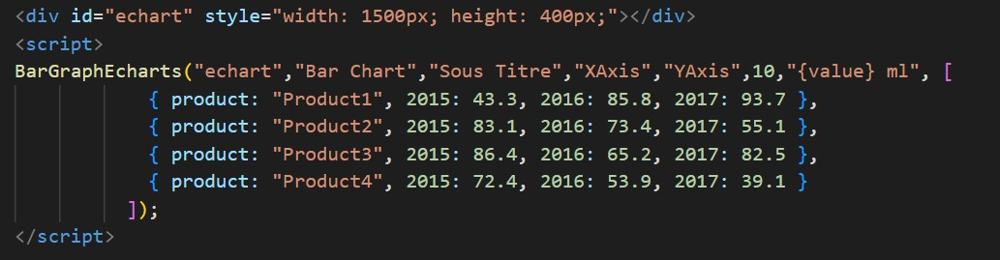 <div id="echart" style="width: 1500px; height: 400px;"></div>
<script>
BarGraphEcharts("echart","Bar Chart","Sous Titre","XAxis","YAxis",10,"{value} ml", [
{ product: "Product1", 2015: 43.3, 2016: 85.8, 2017: 93.7 },
{ product: "Product2", 2015: 83.1, 2016: 73.4, 2017: 55.1 },
{ product: "Product3", 2015: 86.4, 2016: 65.2, 2017: 82.5 },
{ product: "Product4", 2015: 72.4, 2016: 53.9, 2017: 39.1 }
]);
</script>